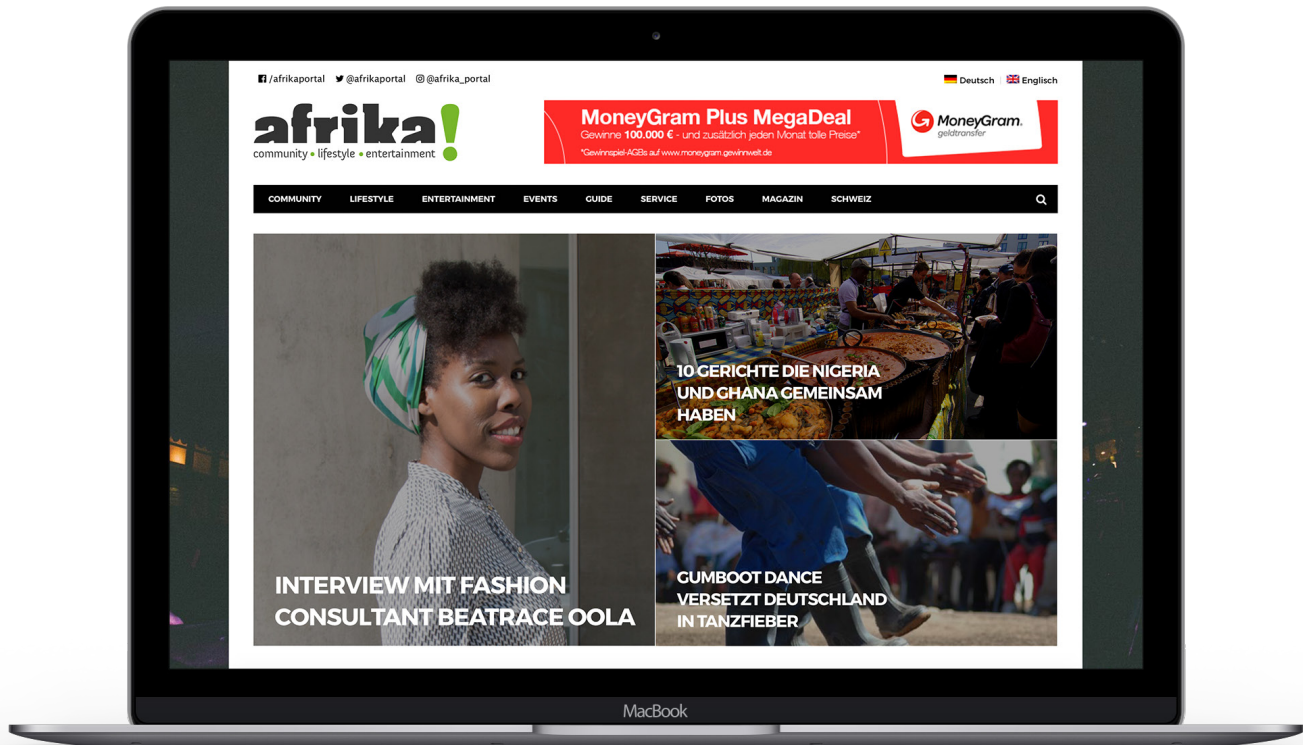 /afrikaportal @afrikaportal @afrika_portal
Deutsch Englisch
afrika!
community • lifestyle • entertainment
MoneyGram Plus MegaDeal
Gewinne 100.000 € - und zusätzlich jeden Monat tolle Preise*
*Gewinnspiel-AGBs auf www.moneygram.gewinnwelt.de
MoneyGram.
geldtransfer
COMMUNITY LIFESTYLE ENTERTAINMENT EVENTS GUIDE SERVICE FOTOS MAGAZIN SCHWEIZ
INTERVIEW MIT FASHION
CONSULTANT BEATRACE OOLA
10 GERICHTE DIE NIGERIA
UND GHANA GEMEINSAM
HABEN
GUMBOOT DANCE
VERSETZT DEUTSCHLAND
IN TANZFIEBER
MacBook